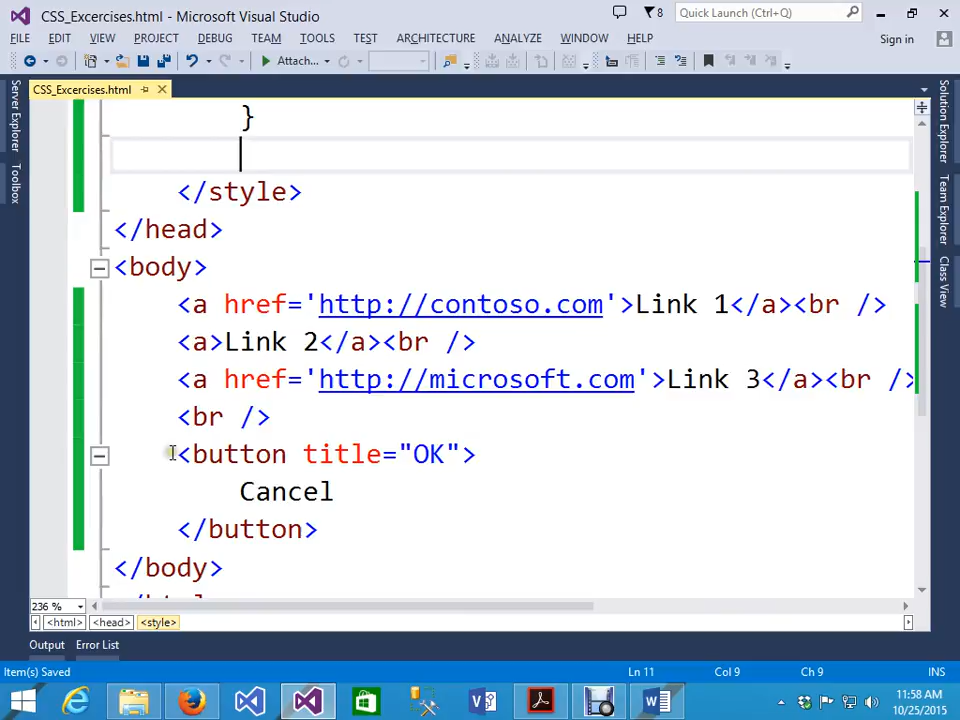 CSS_Excercises.html - Microsoft Visual Studio
8
Quick Launch (Ctrl+Q)
FILE EDIT VIEW PROJECT DEBUG TEAM TOOLS TEST ARCHITECTURE ANALYZE WINDOW HELP
Sign in
Attach...
CSS_Excercises.html
Server Explorer
Toolbox
Solution Explorer
Team Explorer
Class View
}
</style>
</head>
<body>
<a href='http://contoso.com'>Link 1</a><br />
<a>Link 2</a><br />
<a href='http://microsoft.com'>Link 3</a><br />
<br />
<button title="OK">
Cancel
</button>
</body>
236 %
<html> <head> <style>
Output Error List
Item(s) Saved
Ln 11 Col 9 Ch 9 INS
11:58 AM
10/25/2015